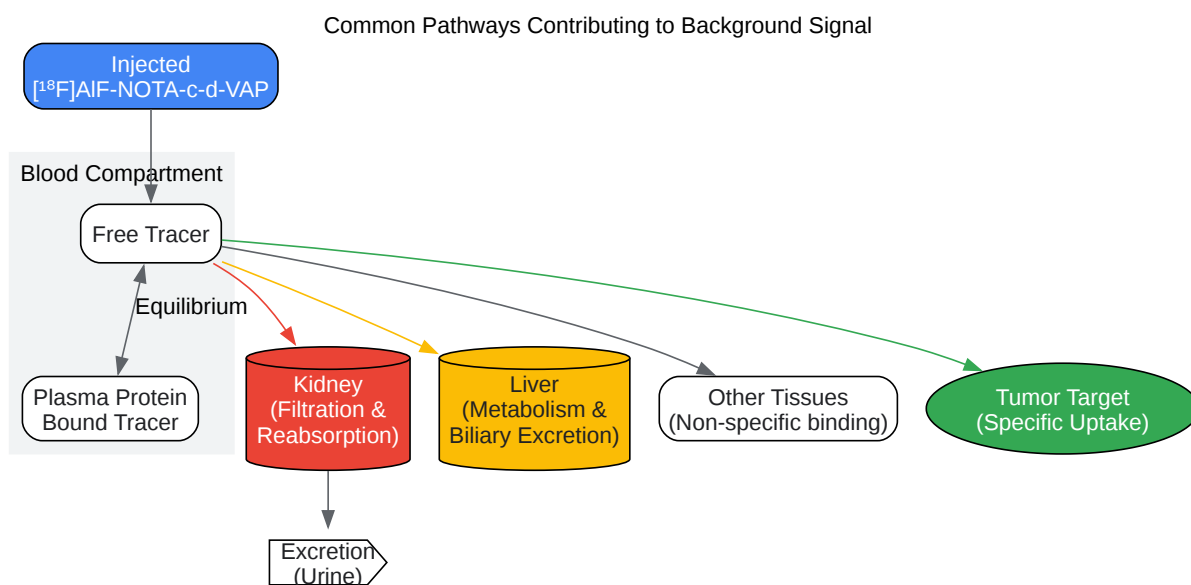 Common Pathways Contributing to Background Signal
Injected
[¹⁸F]AlF-NOTA-c-d-VAP
Blood Compartment
Free Tracer
Equilibrium
Plasma Protein
Bound Tracer
Kidney
(Filtration &
Reabsorption)
Liver
(Metabolism &
Biliary Excretion)
Other Tissues
(Non-specific binding)
Tumor Target
(Specific Uptake)
Excretion
(Urine)